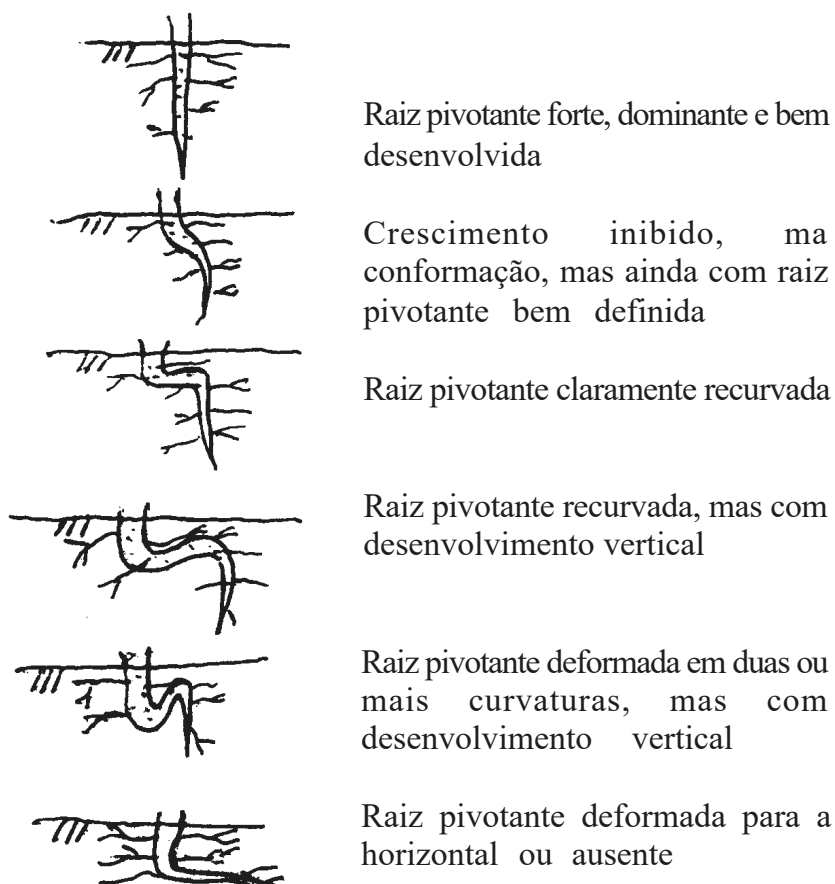 Raiz pivotante forte, dominante e bem
desenvolvida
Crescimento inibido, ma
conformação, mas ainda com raiz
pivotante bem definida
Raiz pivotante claramente recurvada
Raiz pivotante recurvada, mas com
desenvolvimento vertical
Raiz pivotante deformada em duas ou
mais curvaturas, mas com
desenvolvimento vertical
Raiz pivotante deformada para a
horizontal ou ausente